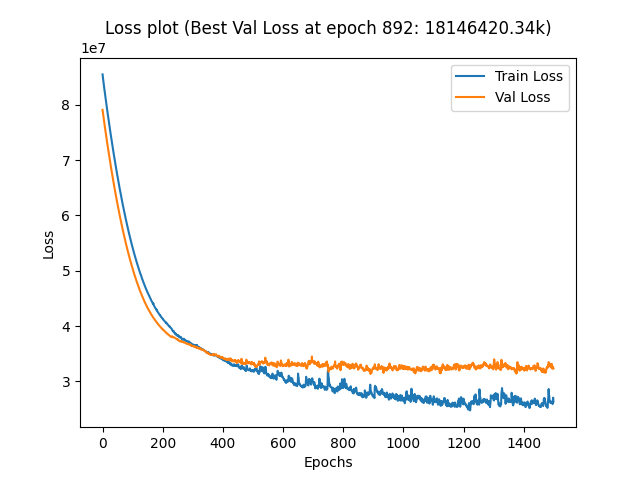 Loss plot (Best Val Loss at epoch 892: 18146420.34k)
1e7
Train Loss
Val Loss
8
7
6
5
4
3
Loss
0 200 400 600 800 1000 1200 1400
Epochs